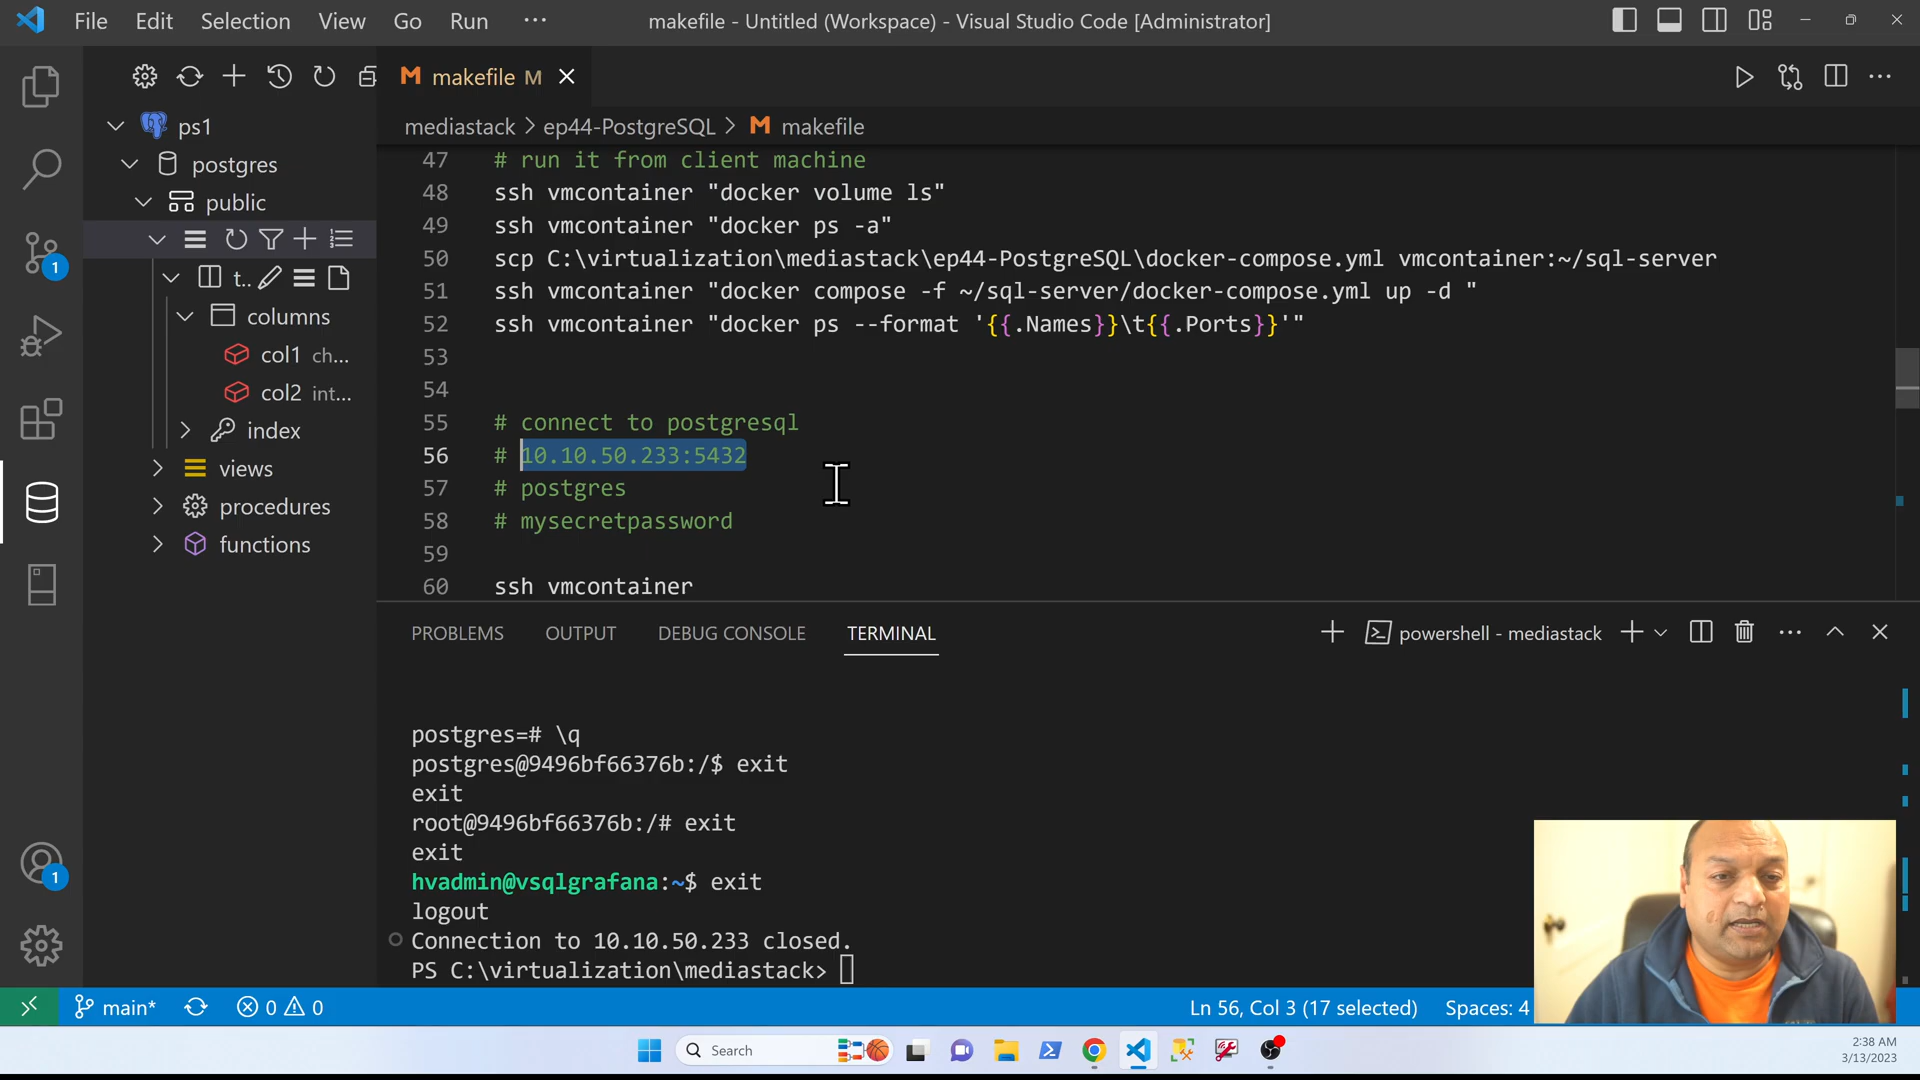 File Edit Selection View Go Run ··· makefile - Untitled (Workspace) - Visual Studio Code [Administrator]
makefile M
mediastack > ep44-PostgreSQL > makefile
ps1
postgres
public
t..
columns
col1 ch...
col2 int...
index
views
procedures
functions
1
1
47 # run it from client machine
48 ssh vmcontainer "docker volume ls"
49 ssh vmcontainer "docker ps -a"
50 scp C:\virtualization\mediastack\ep44-PostgreSQL\docker-compose.yml vmcontainer:~/sql-server
51 ssh vmcontainer "docker compose -f ~/sql-server/docker-compose.yml up -d "
52 ssh vmcontainer "docker ps --format '{{.Names}}\t{{.Ports}}'"
53
54
55 # connect to postgresql
56 # 10.10.50.233:5432
57 # postgres
58 # mysecretpassword
59
60 ssh vmcontainer
PROBLEMS OUTPUT DEBUG CONSOLE TERMINAL powershell - mediastack
postgres=# \q
postgres@9496bf66376b:/$ exit
exit
root@9496bf66376b:/# exit
exit
hvadmin@vsqlgrafana:~$ exit
logout
Connection to 10.10.50.233 closed.
PS C:\virtualization\mediastack>
main* 0 0 Ln 56, Col 3 (17 selected) Spaces: 4
Search
2:38 AM
3/13/2023